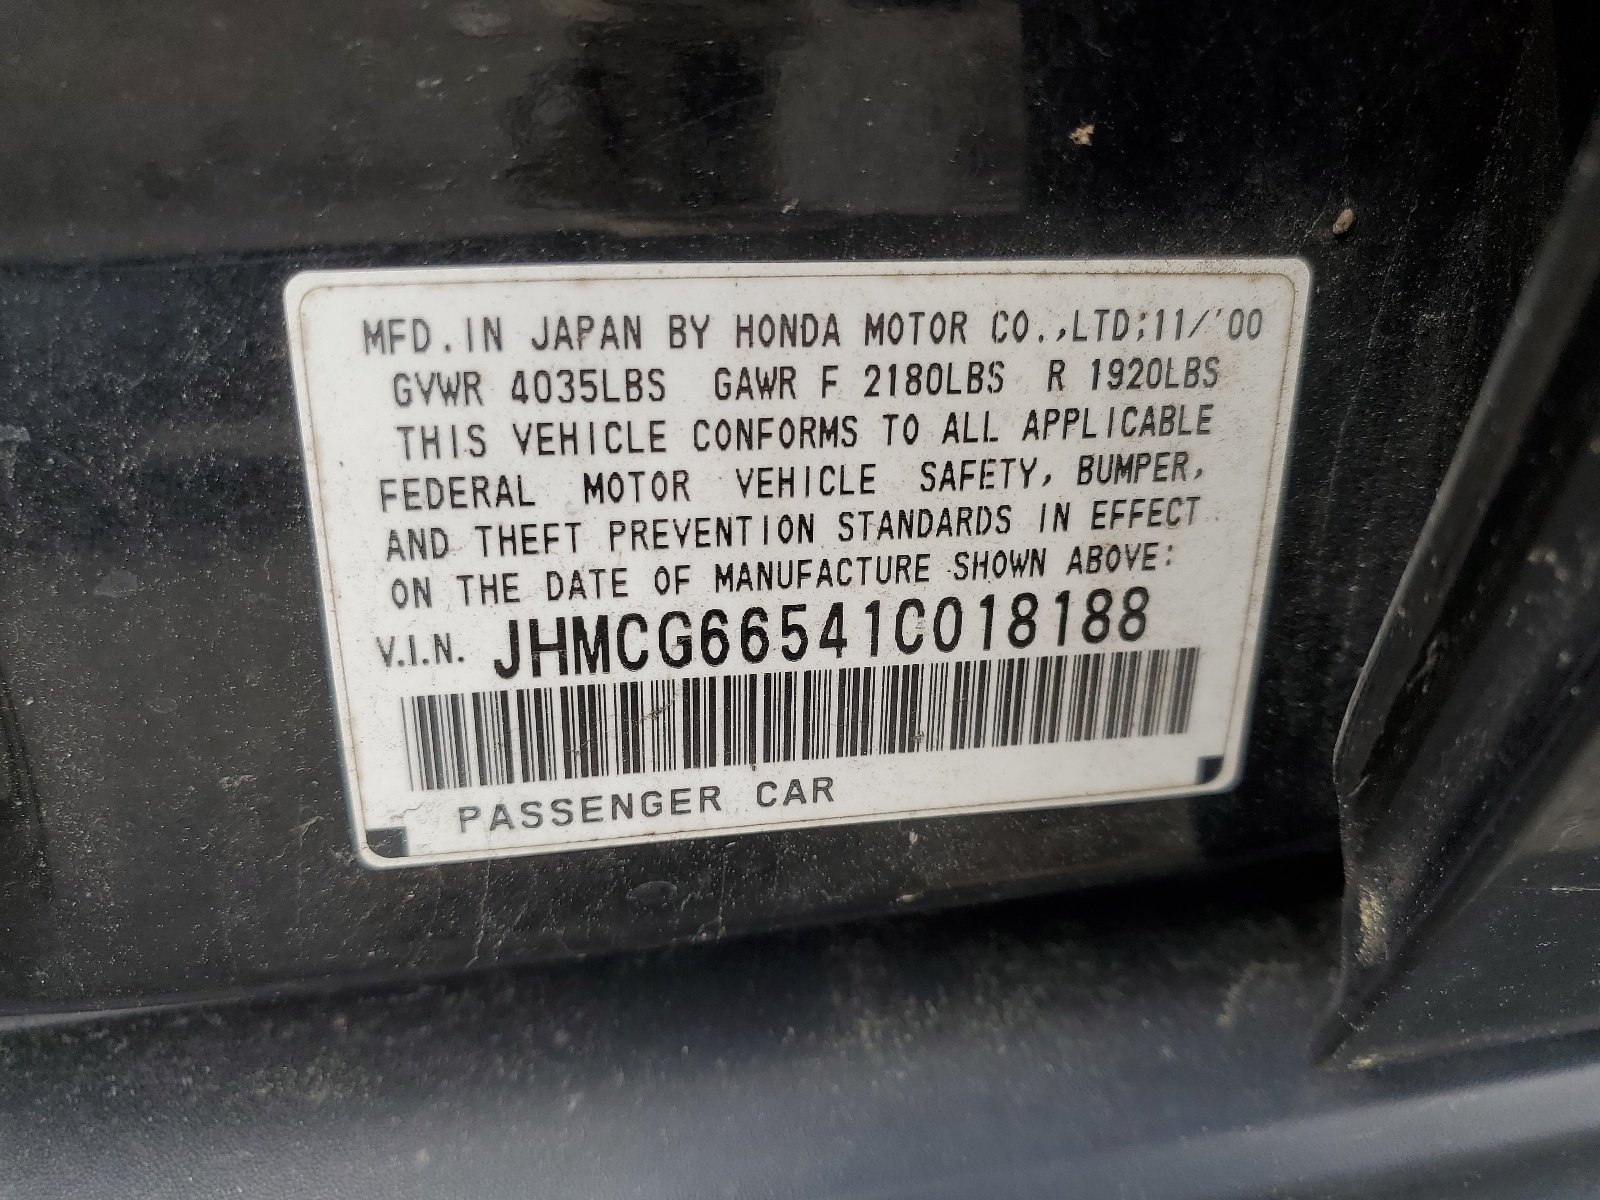 MFD.IN JAPAN BY HONDA MOTOR CO.,LTD;11/'00
GVWR 4035LBS GAWR F 2180LBS R 1920LBS
THIS VEHICLE CONFORMS TO ALL APPLICABLE
FEDERAL MOTOR VEHICLE SAFETY, BUMPER,
AND THEFT PREVENTION STANDARDS IN EFFECT
ON THE DATE OF MANUFACTURE SHOWN ABOVE:
V.I.N. JHMCG66541C018188
PASSENGER CAR